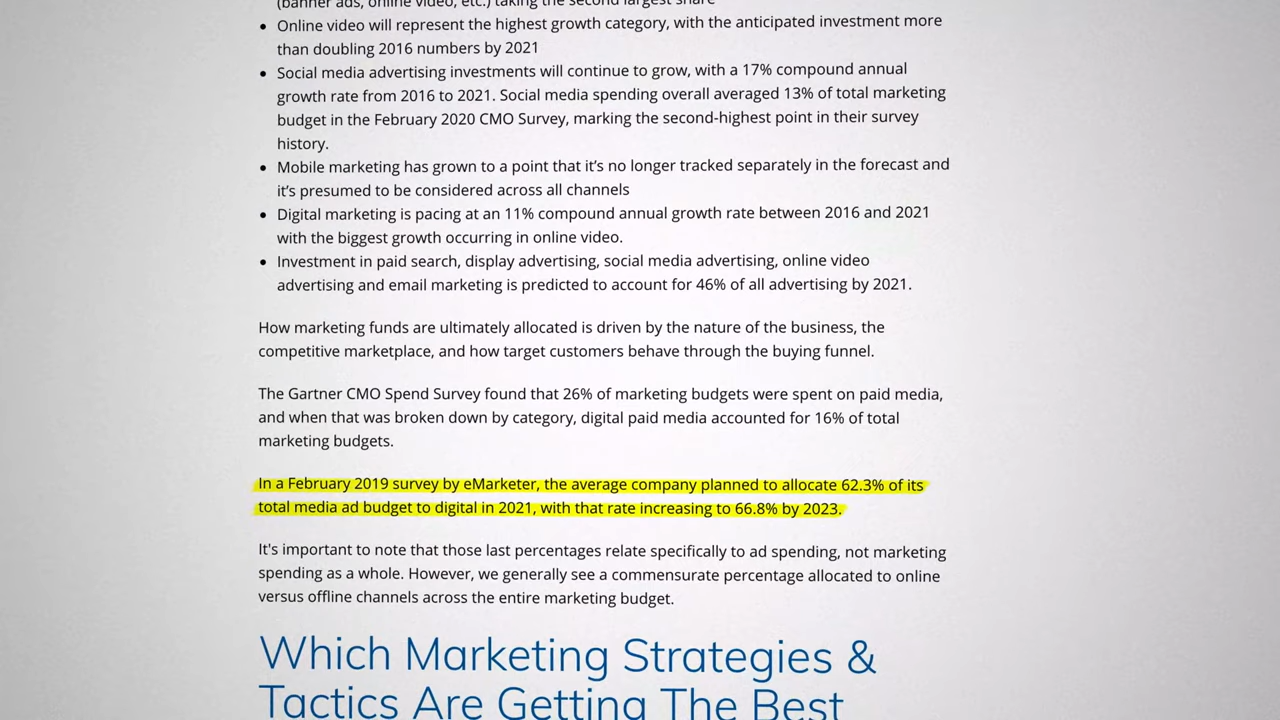 (banner ads, online video, etc.) taking the second largest share
Online video will represent the highest growth category, with the anticipated investment more
than doubling 2016 numbers by 2021
Social media advertising investments will continue to grow, with a 17% compound annual
growth rate from 2016 to 2021. Social media spending overall averaged 13% of total marketing
budget in the February 2020 CMO Survey, marking the second-highest point in their survey
history.
Mobile marketing has grown to a point that it’s no longer tracked separately in the forecast and
it’s presumed to be considered across all channels
Digital marketing is pacing at an 11% compound annual growth rate between 2016 and 2021
with the biggest growth occurring in online video.
Investment in paid search, display advertising, social media advertising, online video
advertising and email marketing is predicted to account for 46% of all advertising by 2021.
How marketing funds are ultimately allocated is driven by the nature of the business, the
competitive marketplace, and how target customers behave through the buying funnel.
The Gartner CMO Spend Survey found that 26% of marketing budgets were spent on paid media,
and when that was broken down by category, digital paid media accounted for 16% of total
marketing budgets.
In a February 2019 survey by eMarketer, the average company planned to allocate 62.3% of its
total media ad budget to digital in 2021, with that rate increasing to 66.8% by 2023.
It's important to note that those last percentages relate specifically to ad spending, not marketing
spending as a whole. However, we generally see a commensurate percentage allocated to online
versus offline channels across the entire marketing budget.
Which Marketing Strategies &
Tactics Are Getting The Best